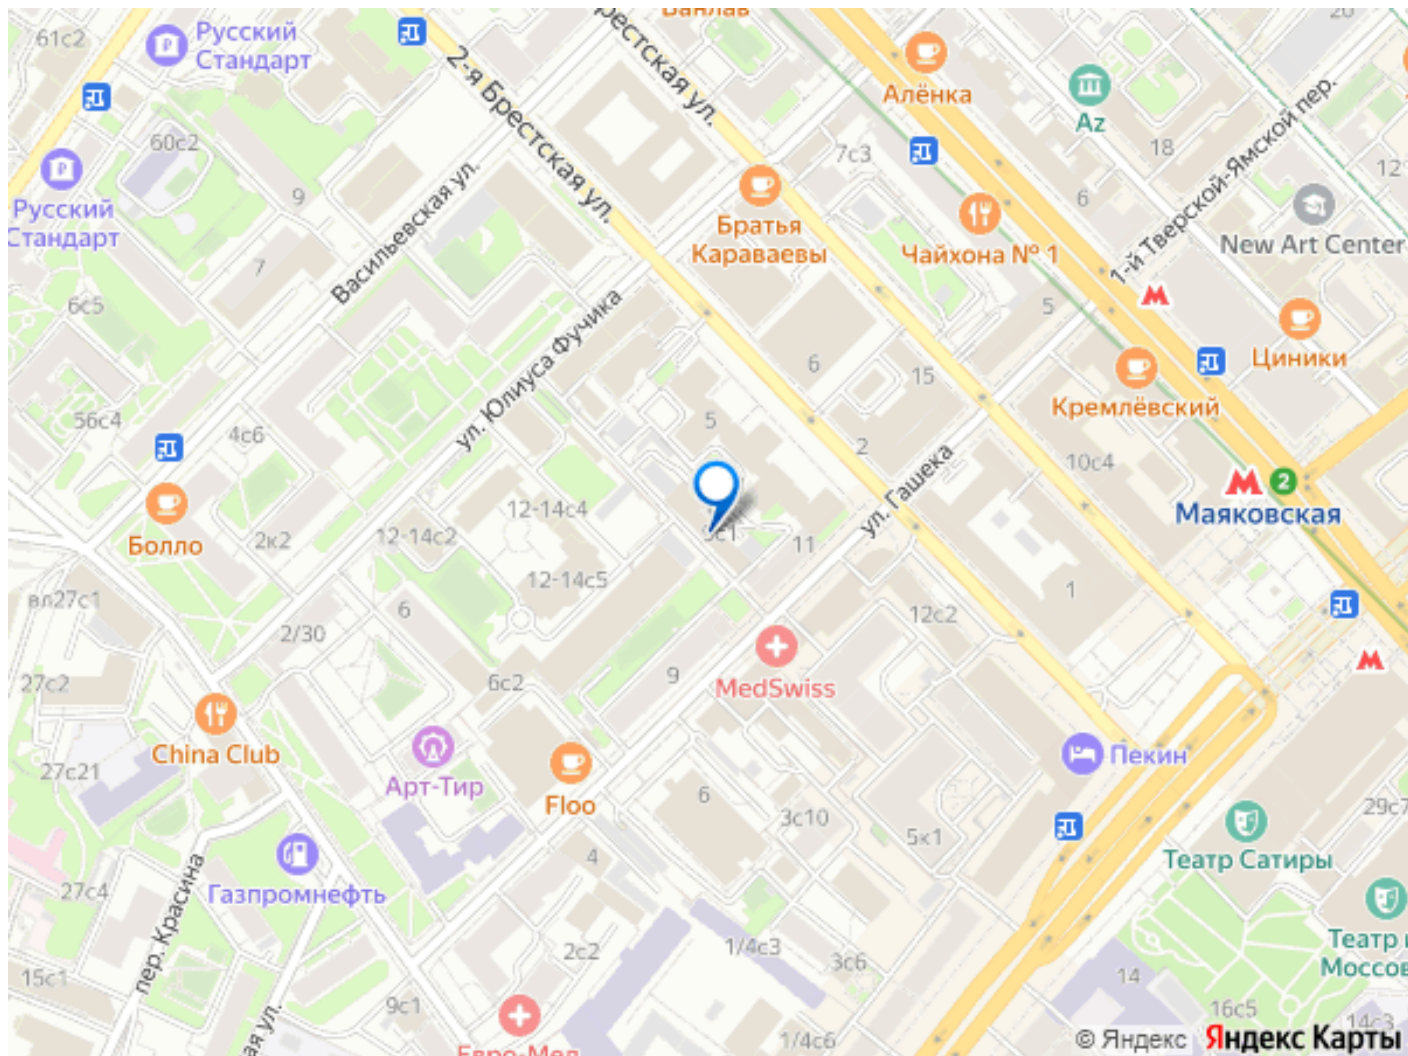 61с2
Русский
Стандарт
2-я Брестская ул.
Алёнка
Az
20
60с2
7с3
18
12
1-й Тверской-Ямской пер.
Русский
Стандарт
9
Васильевская ул.
Братья
Караваевы
6
Чайхона № 1
New Art Center
7
6с5
ул. Юлиуса Фучика
5
Циники
6
15
Кремлёвский
56с4
4с6
5
2
ул. Гашека
10с4
2
Маяковская
Болло
2к2
12-14с2
12-14с4
11
12-14с5
вл27с1
6
2/30
12с2
1
27с2
6с2
9
MedSwiss
China Club
27с21
Арт-Тир
Floo
Пекин
6
3с10
5к1
29с7
Театр Сатиры
4
Газпромнефть
27с4
пер. Красина
2с2
1/4с3
3с6
14
15с1
9с1
16с5
14с3
1/4с6
© Яндекс
Яндекс Карты